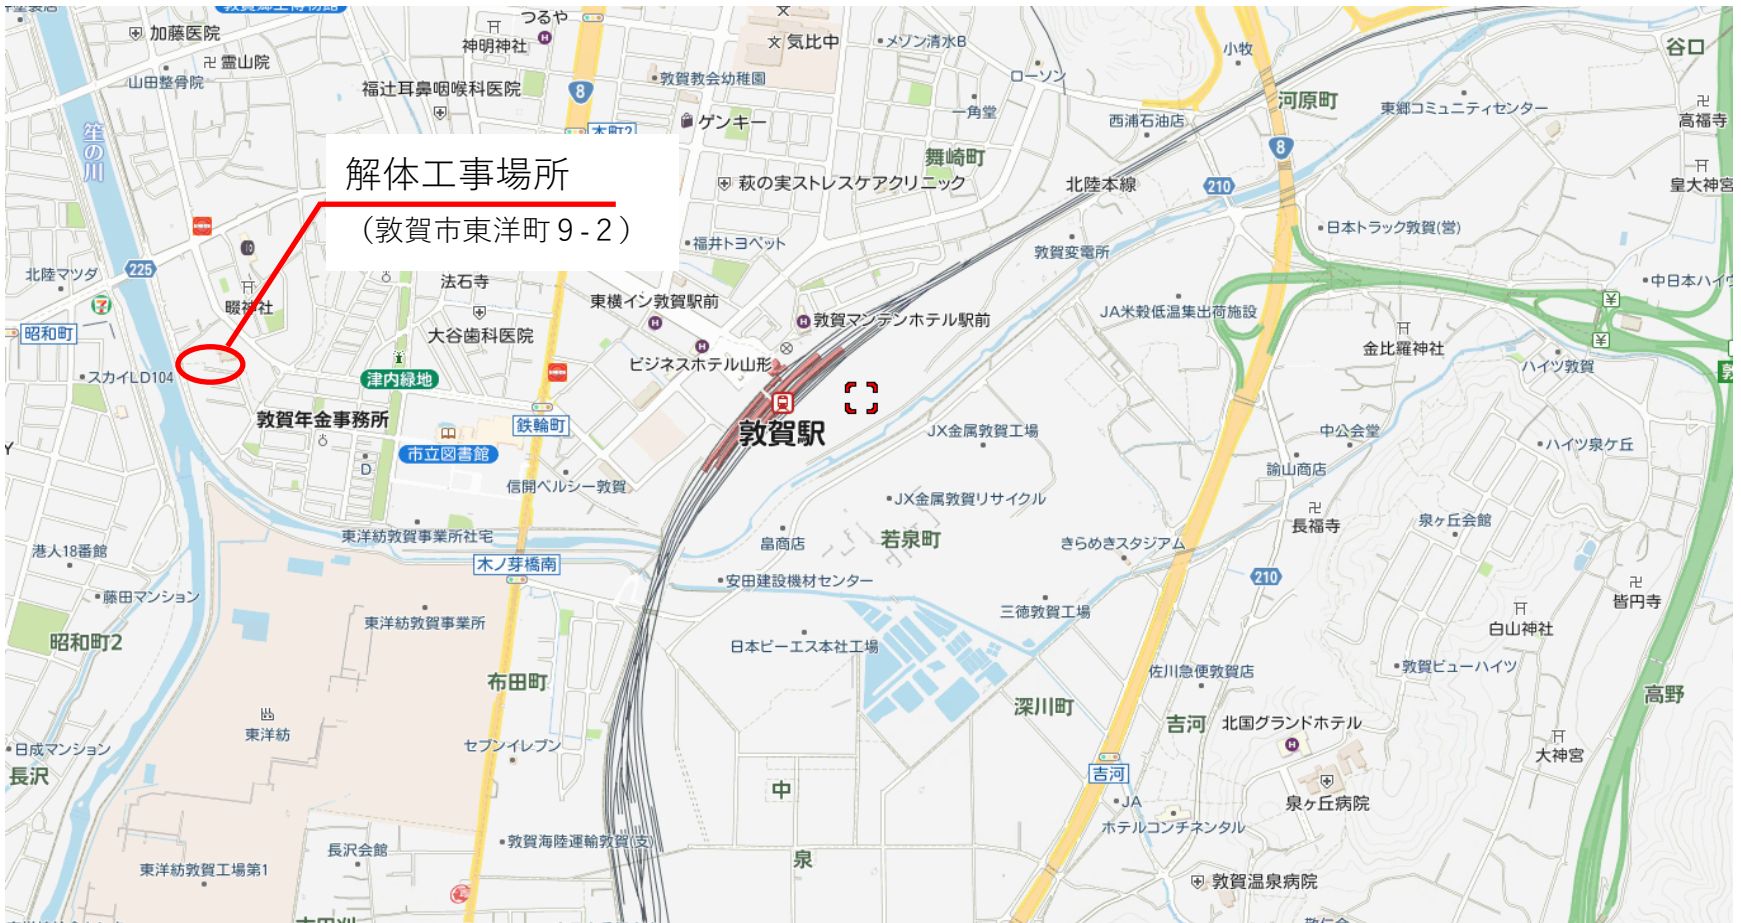 加藤医院
霊山院
山田整骨院
つるや
神明神社
福辻耳鼻咽喉科医院
8
気比中
メゾン清水B
敦賀教会幼稚園
ローソン
小牧
谷口
一角堂
西浦石油店
河原町
東郷コミュニティセンター
高福寺
本町2
ゲンキー
笙の川
舞崎町
8
解体工事場所
(敦賀市東洋町9-2)
萩の実ストレスケアクリニック
北陸本線
210
皇大神宮
日本トラック敦賀(営)
福井トヨペット
敦賀変電所
北陸マツダ
225
法石寺
中日本ハイウ
東横イン敦賀駅前
敦賀マンテンホテル駅前
JA米穀低温集出荷施設
昭和町
大谷歯科医院
金比羅神社
ビジネスホテル山形
ハイツ敦賀
スカイLD104
津内緑地
敦賀年金事務所
鉄輪町
敦賀駅
JX金属敦賀工場
中公会堂
ハイツ泉ケ丘
市立図書館
D
諭山商店
信開ベルシー敦賀
JX金属敦賀リサイクル
長福寺
泉ヶ丘会館
東洋紡敦賀事業所社宅
畠商店
若泉町
きらめきスタジアム
港人18番館
木ノ芽橋南
安田建設機材センター
210
皆円寺
藤田マンション
東洋紡敦賀事業所
三徳敦賀工場
白山神社
昭和町2
日本ピーエス本社工場
佐川急便敦賀店
敦賀ビューハイツ
布田町
深川町
高野
東洋紡
吉河
北国グランドホテル
日成マンション
セブンイレブン
大神宮
長沢
吉河
中
JA
泉ヶ丘病院
ホテルコンチネンタル
敦賀海陸運輸敦賀(支)
長沢会館
泉
東洋紡敦賀工場第1
敦賀温泉病院